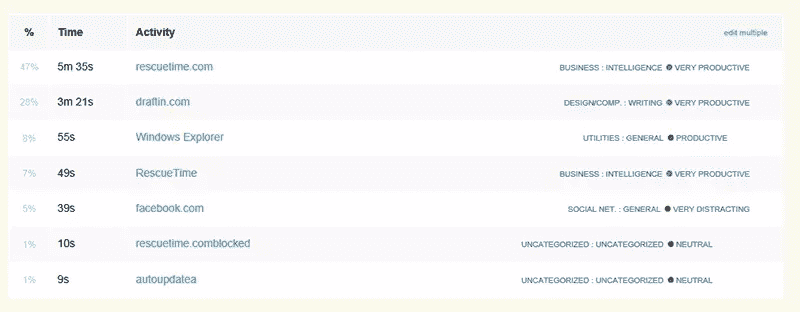 % Time Activity edit multiple
47% 5m 35s rescuetime.com BUSINESS : INTELLIGENCE VERY PRODUCTIVE
28% 3m 21s draftin.com DESIGN/COMP. : WRITING VERY PRODUCTIVE
8% 55s Windows Explorer UTILITIES : GENERAL PRODUCTIVE
7% 49s RescueTime BUSINESS : INTELLIGENCE VERY PRODUCTIVE
5% 39s facebook.com SOCIAL NET. : GENERAL VERY DISTRACTING
1% 10s rescuetime.comblocked UNCATEGORIZED : UNCATEGORIZED NEUTRAL
1% 9s autoupdatea UNCATEGORIZED : UNCATEGORIZED NEUTRAL